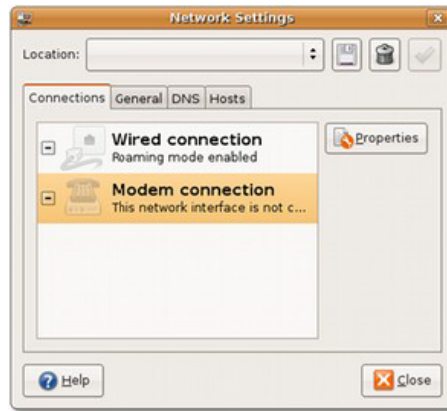 Network Settings
Location:
Connections General DNS Hosts
Wired connection
Roaming mode enabled
Properties
Modem connection
This network interface is not c...
Help
Close